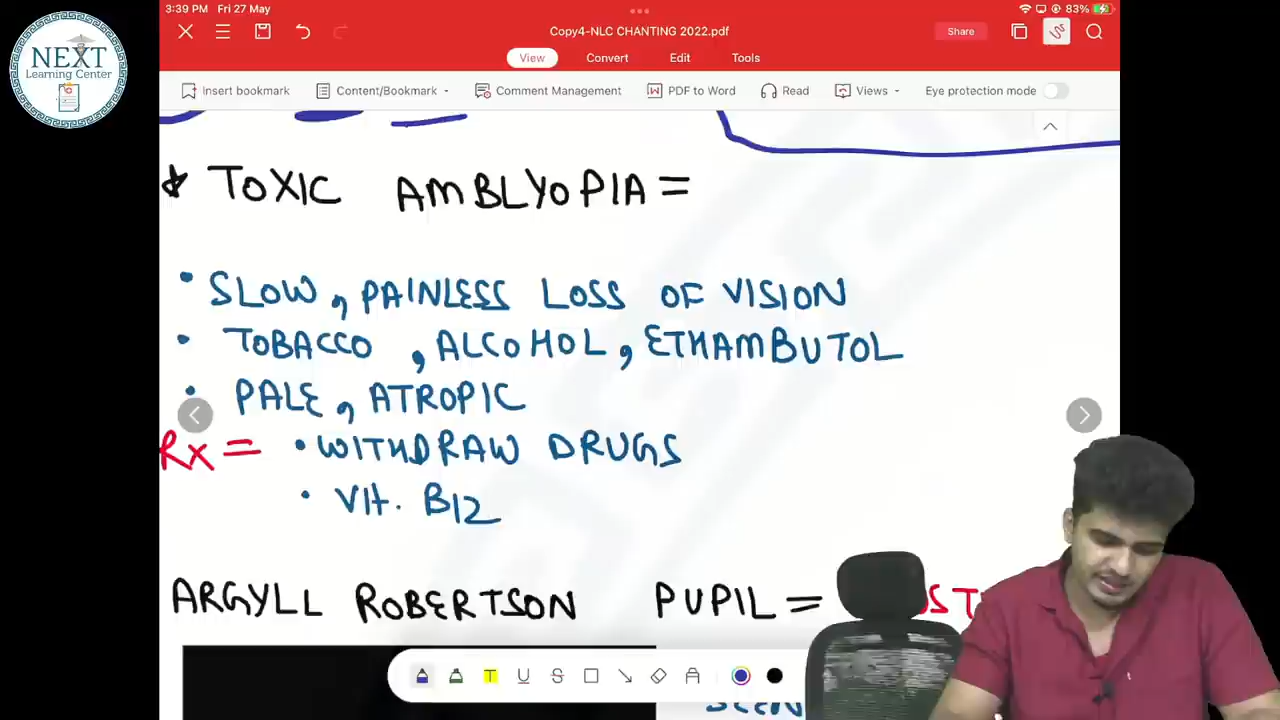 3:39 PM Fri 27 May
83%
NEXT
Learning Center
Copy4-NLC CHANTING 2022.pdf
Share
View Convert Edit Tools
Insert bookmark Content/Bookmark Comment Management PDF to Word Read Views Eye protection mode
TOXIC AMBLYOPIA =
• SLOW, PAINLESS LOSS OF VISION
• TOBACCO, ALCOHOL, ETHAMBUTOL
• PALE, ATROPIC
Rx = • WITHDRAW DRUGS
• VIT. B12
ARGYLL ROBERTSON PUPIL =
T U S A